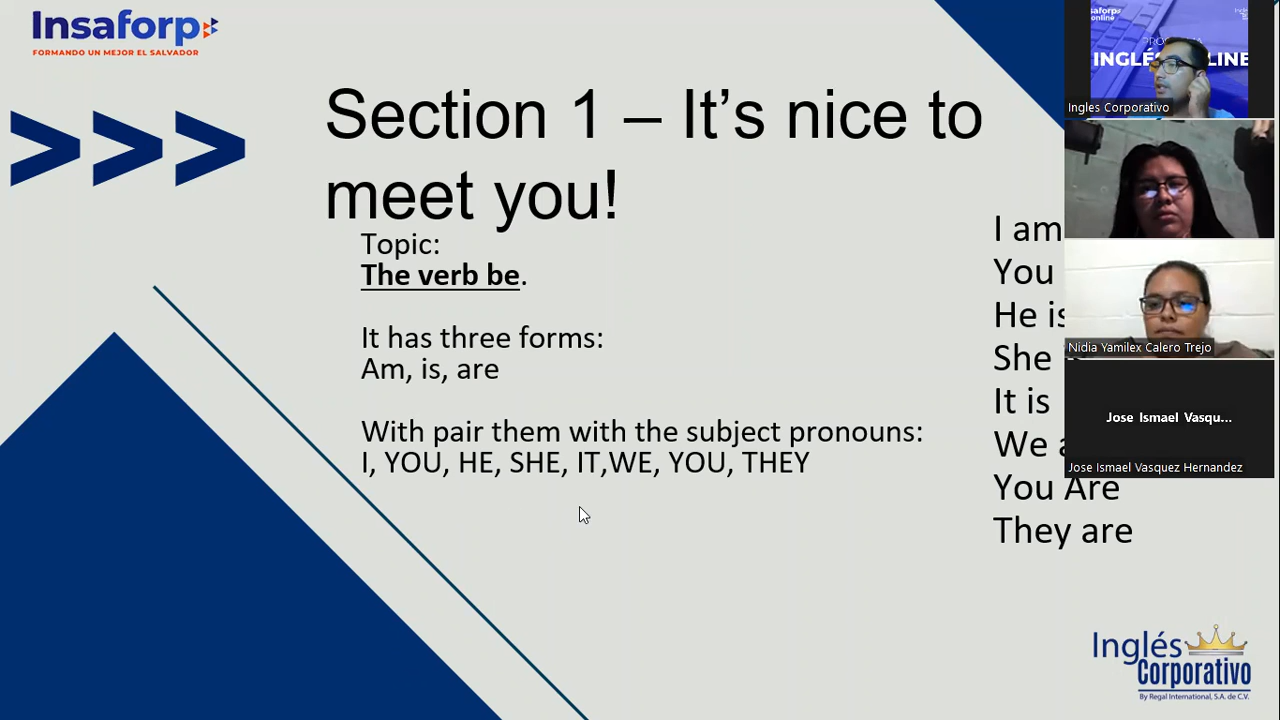 Insaforp
FORMANDO UN MEJOR EL SALVADOR
>>>
Section 1 – It's nice to
meet you!
Topic:
The verb be.
It has three forms:
Am, is, are
With pair them with the subject pronouns:
I, YOU, HE, SHE, IT,WE, YOU, THEY
I am
You
He is
She
It is
We
You Are
They are
online
INGLÉS
LINE
Ingles Corporativo
Nidia Yamilex Calero Trejo
Jose Ismael Vasqu...
Jose Ismael Vasquez Hernandez
Inglés
Corporativo
By Regal International, S.A. de C.V.